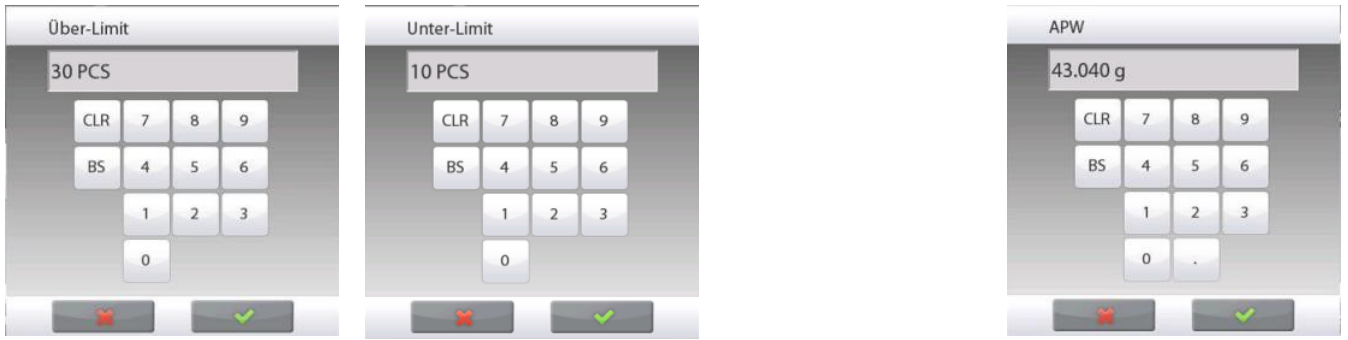 Über-Limit
30 PCS
CLR 7 8 9
BS 4 5 6
1 2 3
0
Unter-Limit
10 PCS
CLR 7 8 9
BS 4 5 6
1 2 3
0
APW
43.040 g
CLR 7 8 9
BS 4 5 6
1 2 3
0 .